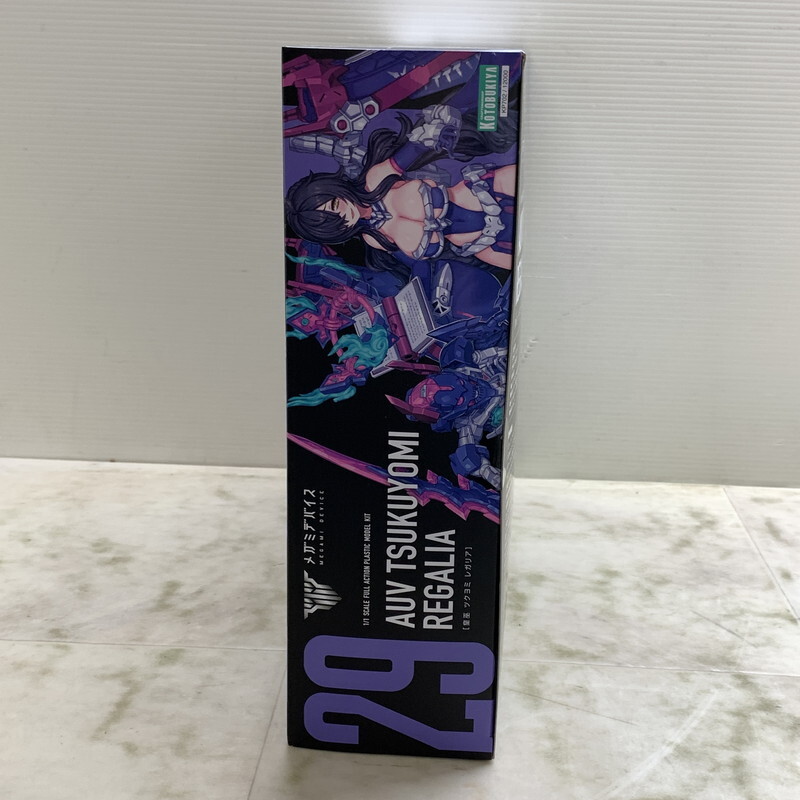 KOTOBUKIYA
メガミデバイス
MEGAMI DEVICE
1/1 SCALE FULL ACTION PLASTIC MODEL KIT
AUV TSUKUYOMI
REGALIA
[皇巫 ツクヨミ レガリア]
29